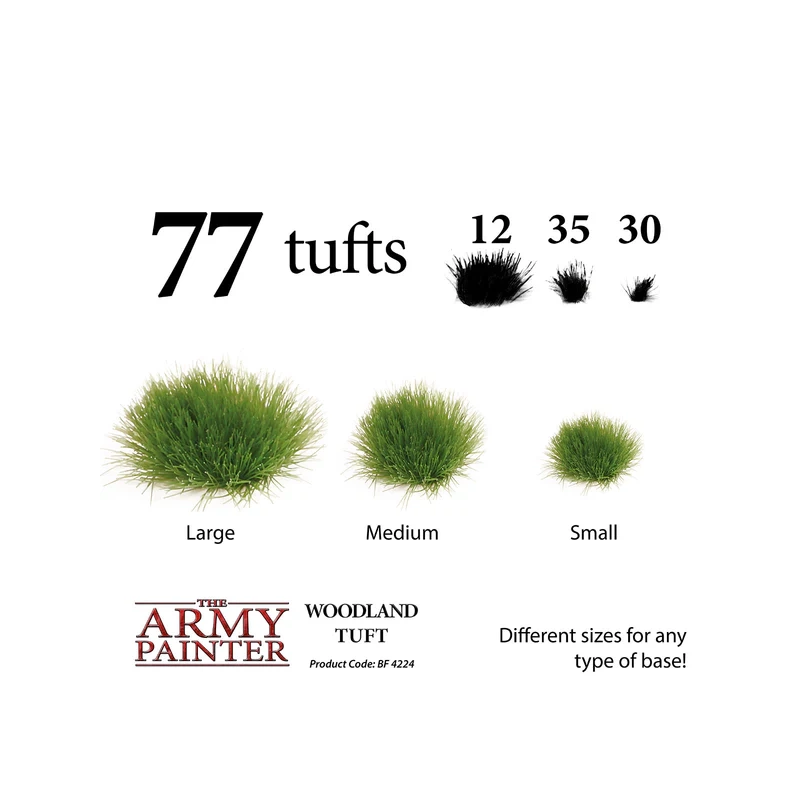 77 tufts
12 35 30
Large Medium Small
THE
ARMY
PAINTER
WOODLAND
TUFT
Product Code: BF 4224
Different sizes for any
type of base!